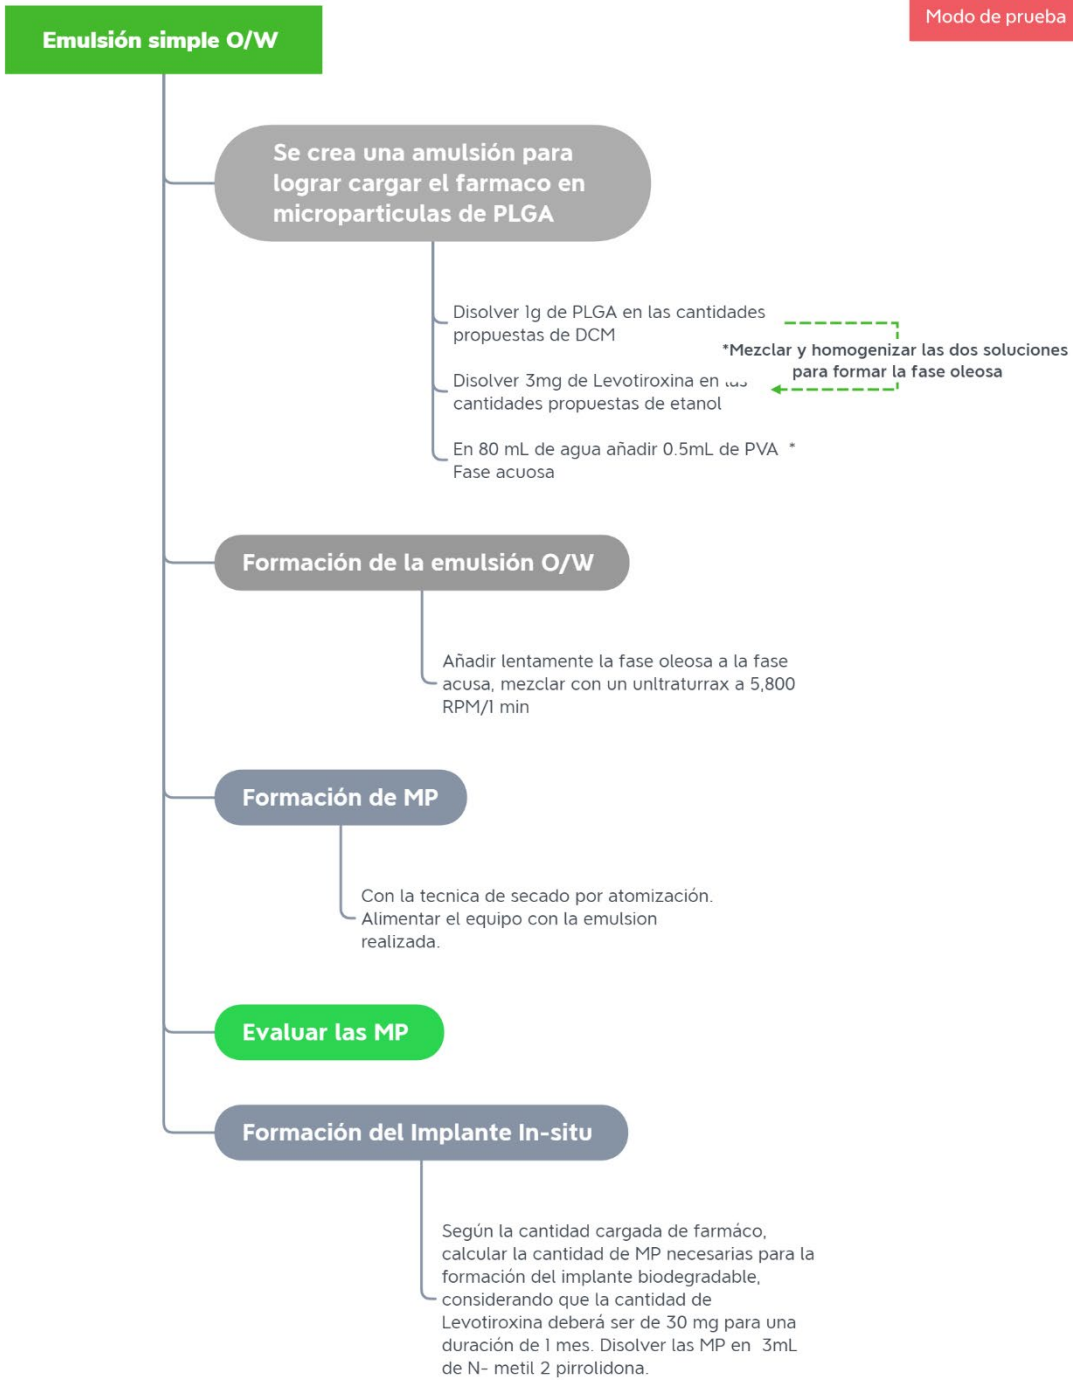 Emulsión simple O/W
Modo de prueba
Se crea una amulsión para
lograr cargar el farmaco en
microparticulas de PLGA
Disolver 1g de PLGA en las cantidades
propuestas de DCM
*Mezclar y homogenizar las dos soluciones
para formar la fase oleosa
Disolver 3mg de Levotiroxina en las
cantidades propuestas de etanol
En 80 mL de agua añadir 0.5mL de PVA *
Fase acuosa
Formación de la emulsión O/W
Añadir lentamente la fase oleosa a la fase
acusa, mezclar con un unltraturrax a 5,800
RPM/1 min
Formación de MP
Con la tecnica de secado por atomización.
Alimentar el equipo con la emulsion
realizada.
Evaluar las MP
Formación del Implante In-situ
Según la cantidad cargada de farmáco,
calcular la cantidad de MP necesarias para la
formación del implante biodegradable,
considerando que la cantidad de
Levotiroxina deberá ser de 30 mg para una
duración de 1 mes. Disolver las MP en 3mL
de N- metil 2 pirrolidona.